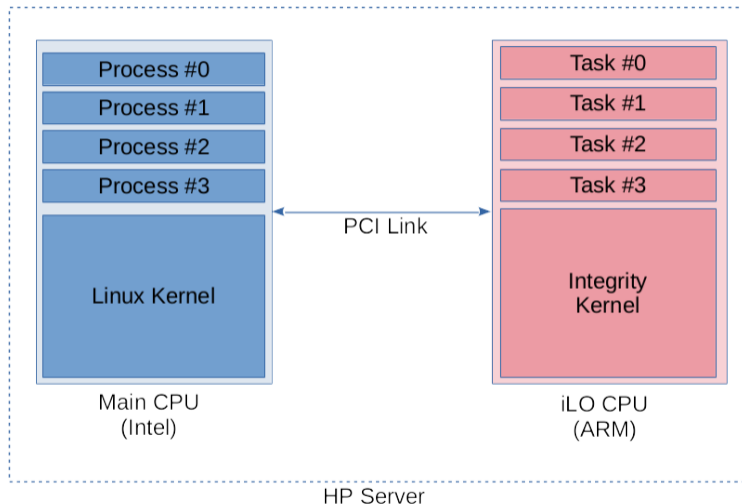 Process #0
Process #1
Process #2
Process #3
Linux Kernel
Main CPU
(Intel)
PCI Link
Task #0
Task #1
Task #2
Task #3
Integrity
Kernel
iLO CPU
(ARM)
HP Server